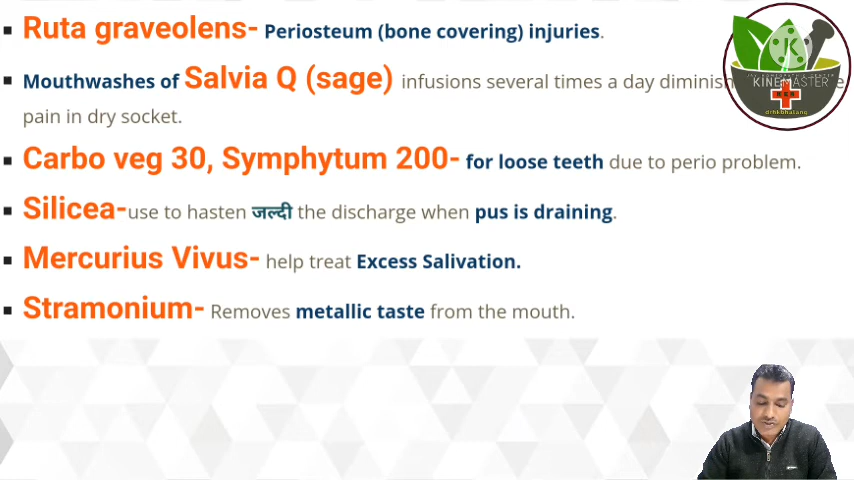 Ruta graveolens- Periosteum (bone covering) injuries.
Mouthwashes of Salvia Q (sage) infusions several times a day diminish
pain in dry socket.
Carbo veg 30, Symphytum 200- for loose teeth due to perio problem.
Silicea-use to hasten जल्दी the discharge when pus is draining.
Mercurius Vivus- help treat Excess Salivation.
Stramonium- Removes metallic taste from the mouth.
K
KINEMASTER